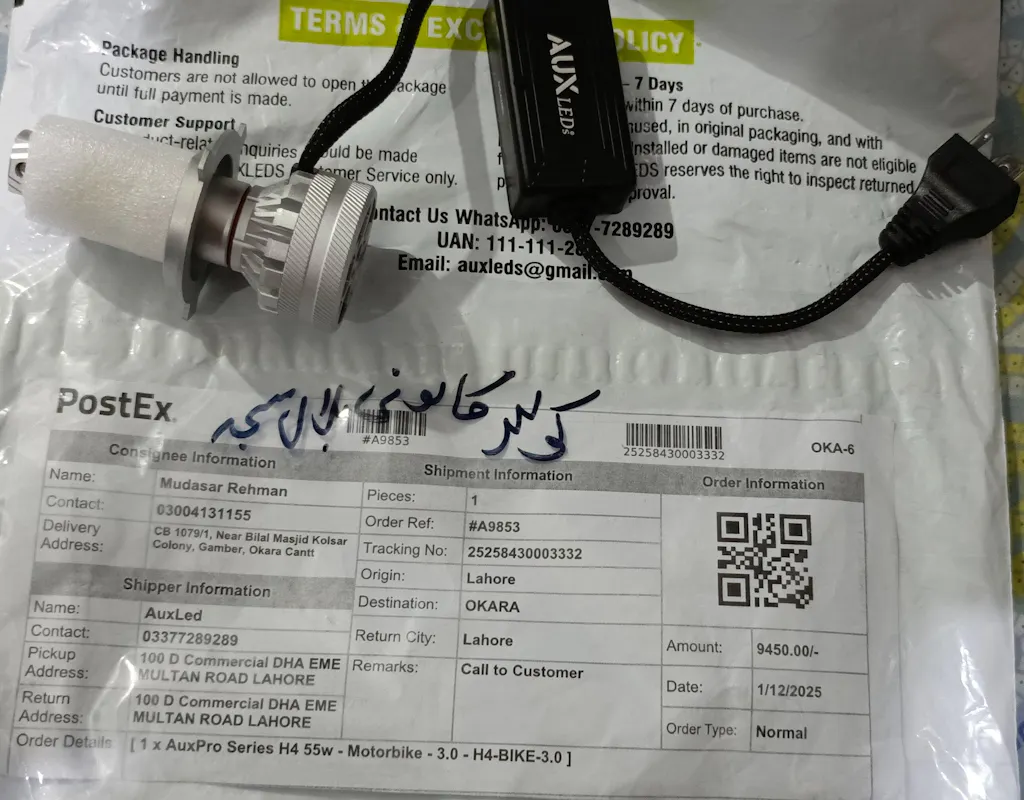 TERMS & EXC OLICY
Package Handling
Customers are not allowed to open package
until full payment is made.
Customer Support
uct-rela nquiries ould be made
XLEDS omer Service only.
- 7 Days
within 7 days of purchase.
used, in original packaging, and with
nstalled or damaged items are not eligible
EDS reserves the right to inspect returned
proval.
ntact Us WhatsApp: -7289289
UAN: 111-111-2
Email: auxleds@gmail. m
AUX LEDs
PostEx
کولسر کالونی بلال مسجد
#A9853
25258430003332
OKA-6
Consignee Information
Name: Mudasar Rehman
Contact: 03004131155
Delivery Address: CB 1079/1, Near Bilal Masjid Kolsar
Colony, Gamber, Okara Cantt
Shipper Information
Name: AuxLed
Contact: 03377289289
Pickup Address: 100 D Commercial DHA EME
MULTAN ROAD LAHORE
Return Address: 100 D Commercial DHA EME
MULTAN ROAD LAHORE
Shipment Information
Pieces: 1
Order Ref: #A9853
Tracking No: 25258430003332
Origin: Lahore
Destination: OKARA
Return City: Lahore
Remarks: Call to Customer
Order Information
Amount: 9450.00/-
Date: 1/12/2025
Order Type: Normal
Order Details [ 1 x AuxPro Series H4 55w - Motorbike - 3.0 - H4-BIKE-3.0 ]